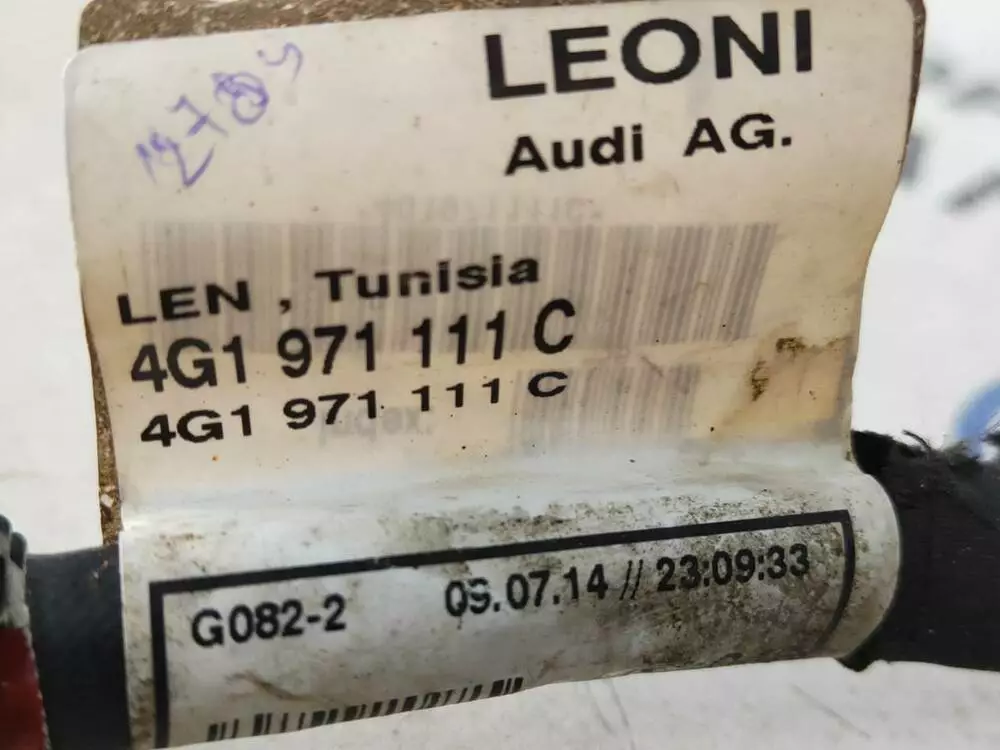 LEONI
Audi AG.
LEN , Tunisia
4G1 971 111 C
4G1 971 111 C
G082-2 09.07.14 // 23:09:33